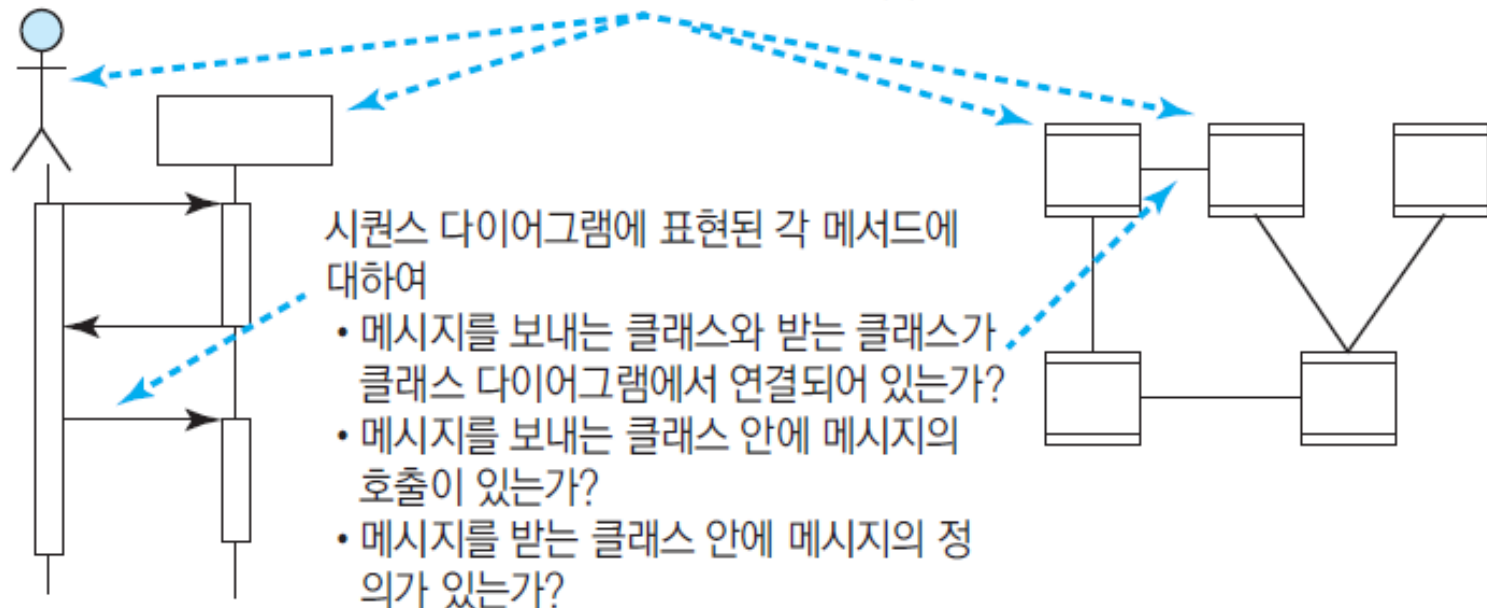 시퀀스 다이어그램에 표현된 각 메서드에
대하여
• 메시지를 보내는 클래스와 받는 클래스가
클래스 다이어그램에서 연결되어 있는가?
• 메시지를 보내는 클래스 안에 메시지의
호출이 있는가?
• 메시지를 받는 클래스 안에 메시지의 정
의가 있는가?